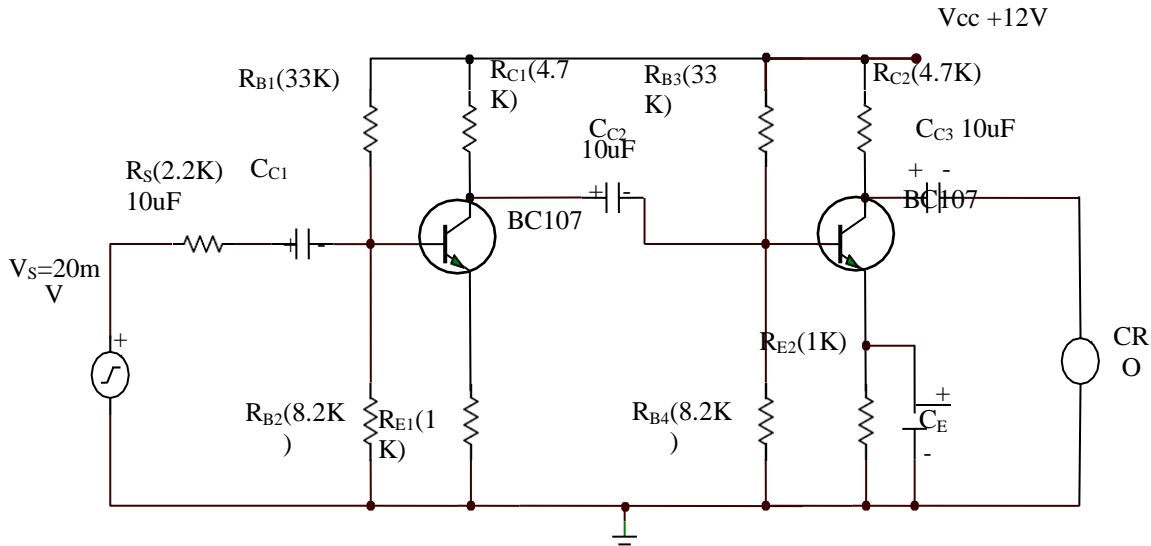 Vcc +12V
RB1(33K)
RC1(4.7
K)
RB3(33
K)
RC2(4.7K)
CC2
10uF
CC3 10uF
+ -
RS(2.2K)
10uF
CC1
BC107
+ -
BC107
+ -
VS=20m
V
+
RE2(1K)
CR
O
RB2(8.2K
)
RE1(1
K)
RB4(8.2K
)
+
CE
-